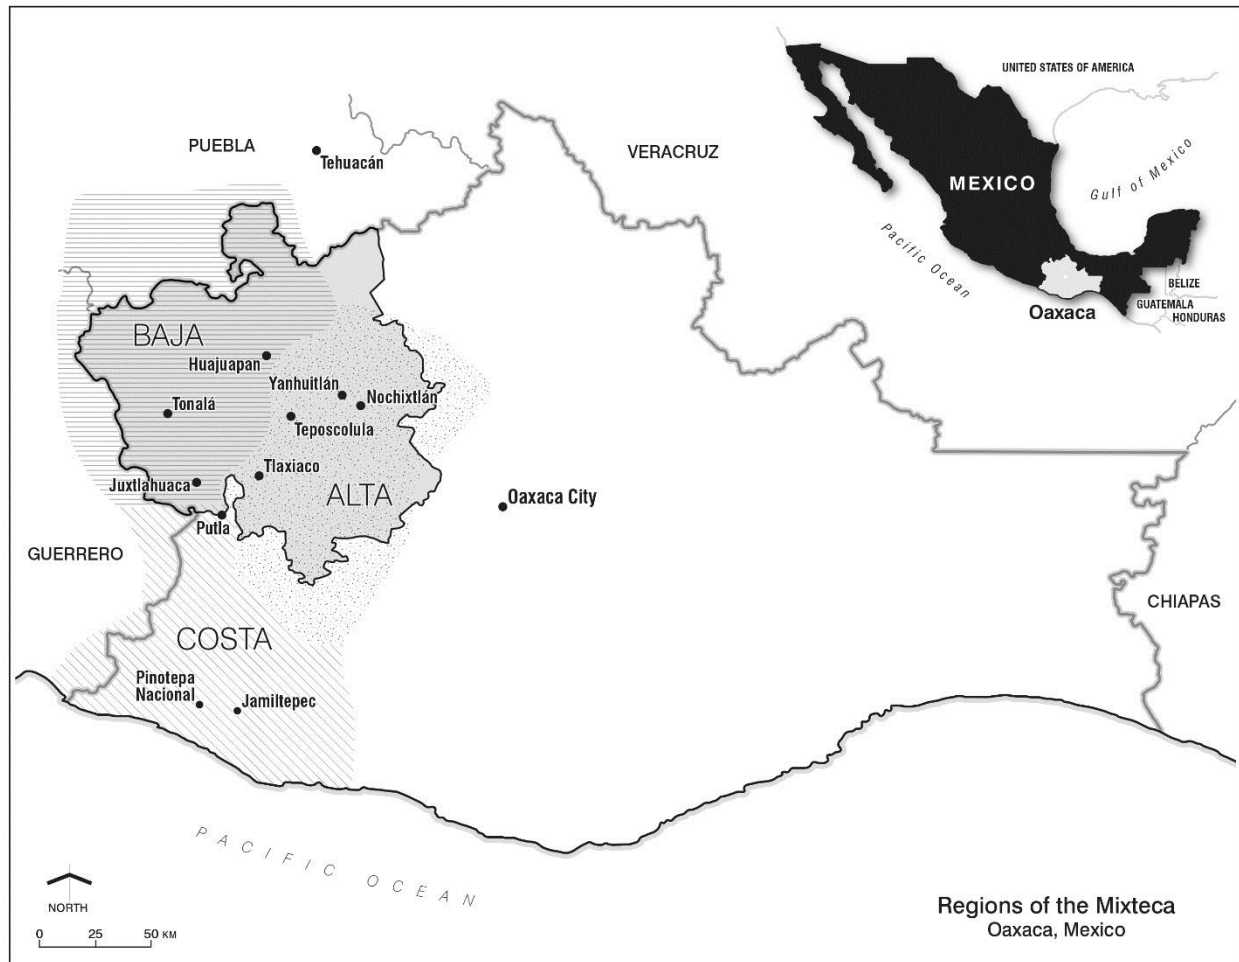 UNITED STATES OF AMERICA
PUEBLA
Tehuacán
VERACRUZ
MEXICO
Gulf of Mexico
Pacific Ocean
BELIZE
GUATEMALA
HONDURAS
Oaxaca
BAJA
Huajuapan
Yanhuitlán
Nochixtlán
Tonalá
Teposcolula
Tlaxiaco
Juxtlahuaca
ALTA
Oaxaca City
Putla
GUERRERO
CHIAPAS
COSTA
Pinotepa
Nacional
Jamiltepec
PACIFIC OCEAN
NORTH
0 25 50 KM
Regions of the Mixteca
Oaxaca, Mexico